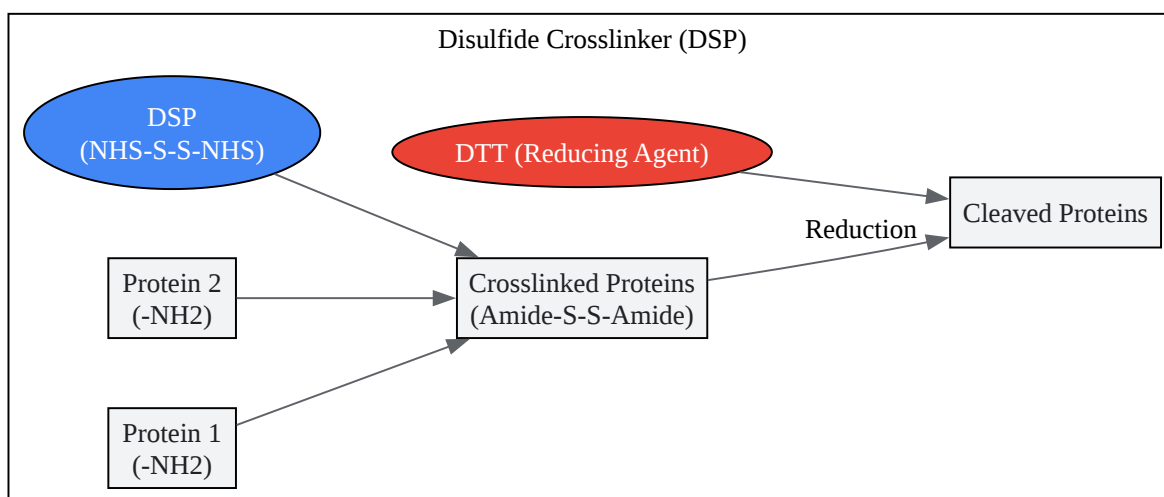 Disulfide Crosslinker (DSP)
DSP
(NHS-S-S-NHS)
DTT (Reducing Agent)
Cleaved Proteins
Reduction
Protein 2
(-NH2)
Crosslinked Proteins
(Amide-S-S-Amide)
Protein 1
(-NH2)